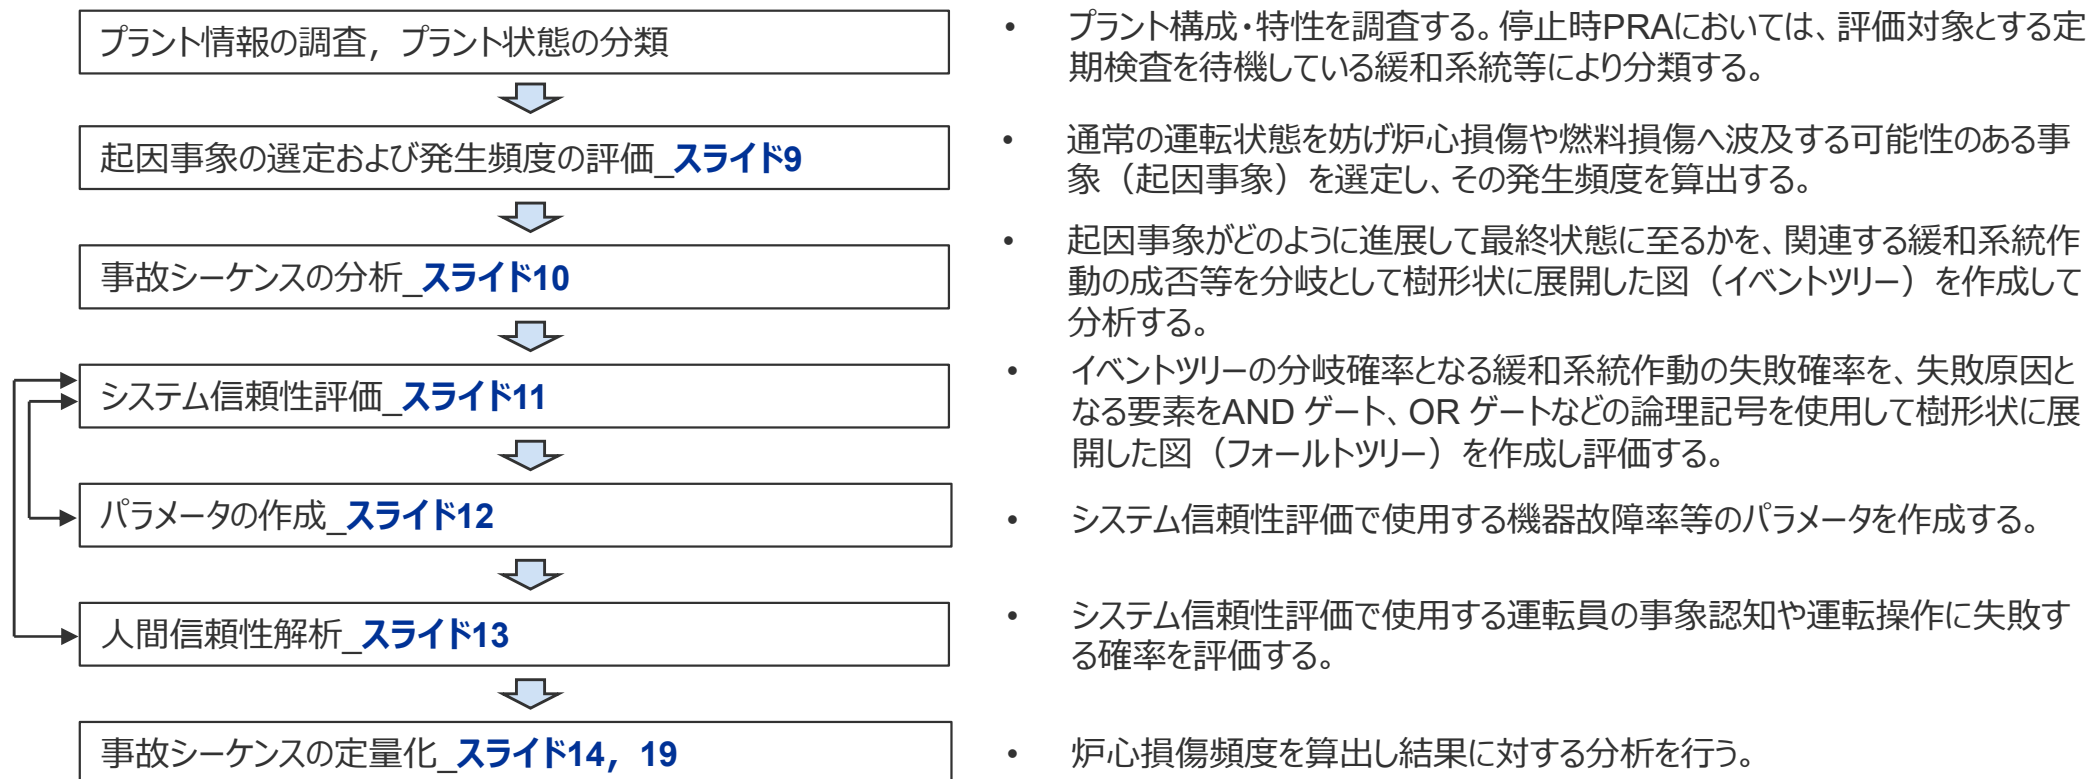 プラント情報の調査，プラント状態の分類
• プラント構成・特性を調査する。停止時PRAにおいては、評価対象とする定
期検査を待機している緩和系統等により分類する。
起因事象の選定および発生頻度の評価_スライド9
• 通常の運転状態を妨げ炉心損傷や燃料損傷へ波及する可能性のある事
象（起因事象）を選定し、その発生頻度を算出する。
事故シーケンスの分析_スライド10
• 起因事象がどのように進展して最終状態に至るかを、関連する緩和系統作
動の成否等を分岐として樹形状に展開した図（イベントツリー）を作成して
分析する。
システム信頼性評価_スライド11
• イベントツリーの分岐確率となる緩和系統作動の失敗確率を、失敗原因と
なる要素をAND ゲート、OR ゲートなどの論理記号を使用して樹形状に展
開した図（フォールトツリー）を作成し評価する。
パラメータの作成_スライド12
• システム信頼性評価で使用する機器故障率等のパラメータを作成する。
人間信頼性解析_スライド13
• システム信頼性評価で使用する運転員の事象認知や運転操作に失敗す
る確率を評価する。
事故シーケンスの定量化_スライド14，19
• 炉心損傷頻度を算出し結果に対する分析を行う。